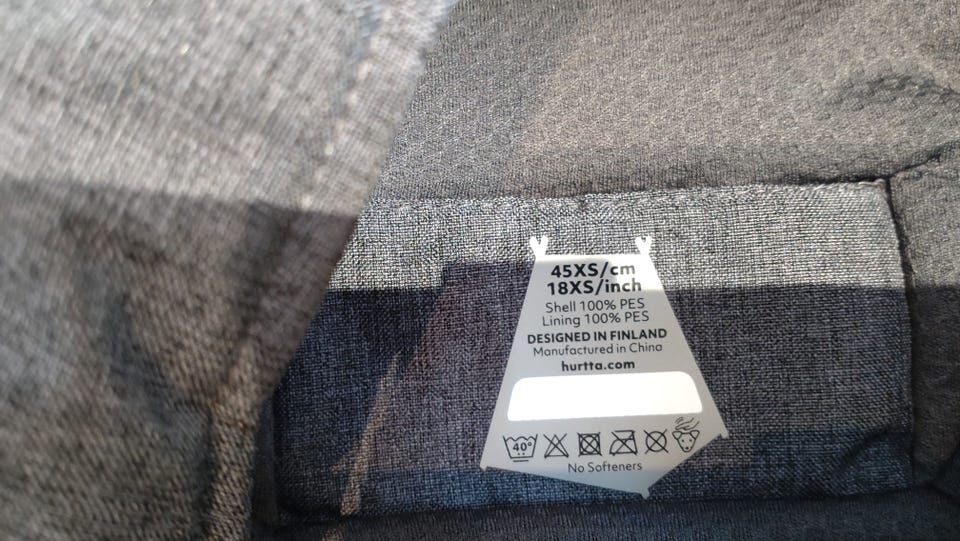 45XS/cm
18XS/inch
Shell 100% PES
Lining 100% PES
DESIGNED IN FINLAND
Manufactured in China
hurtta.com
40°
No Softeners